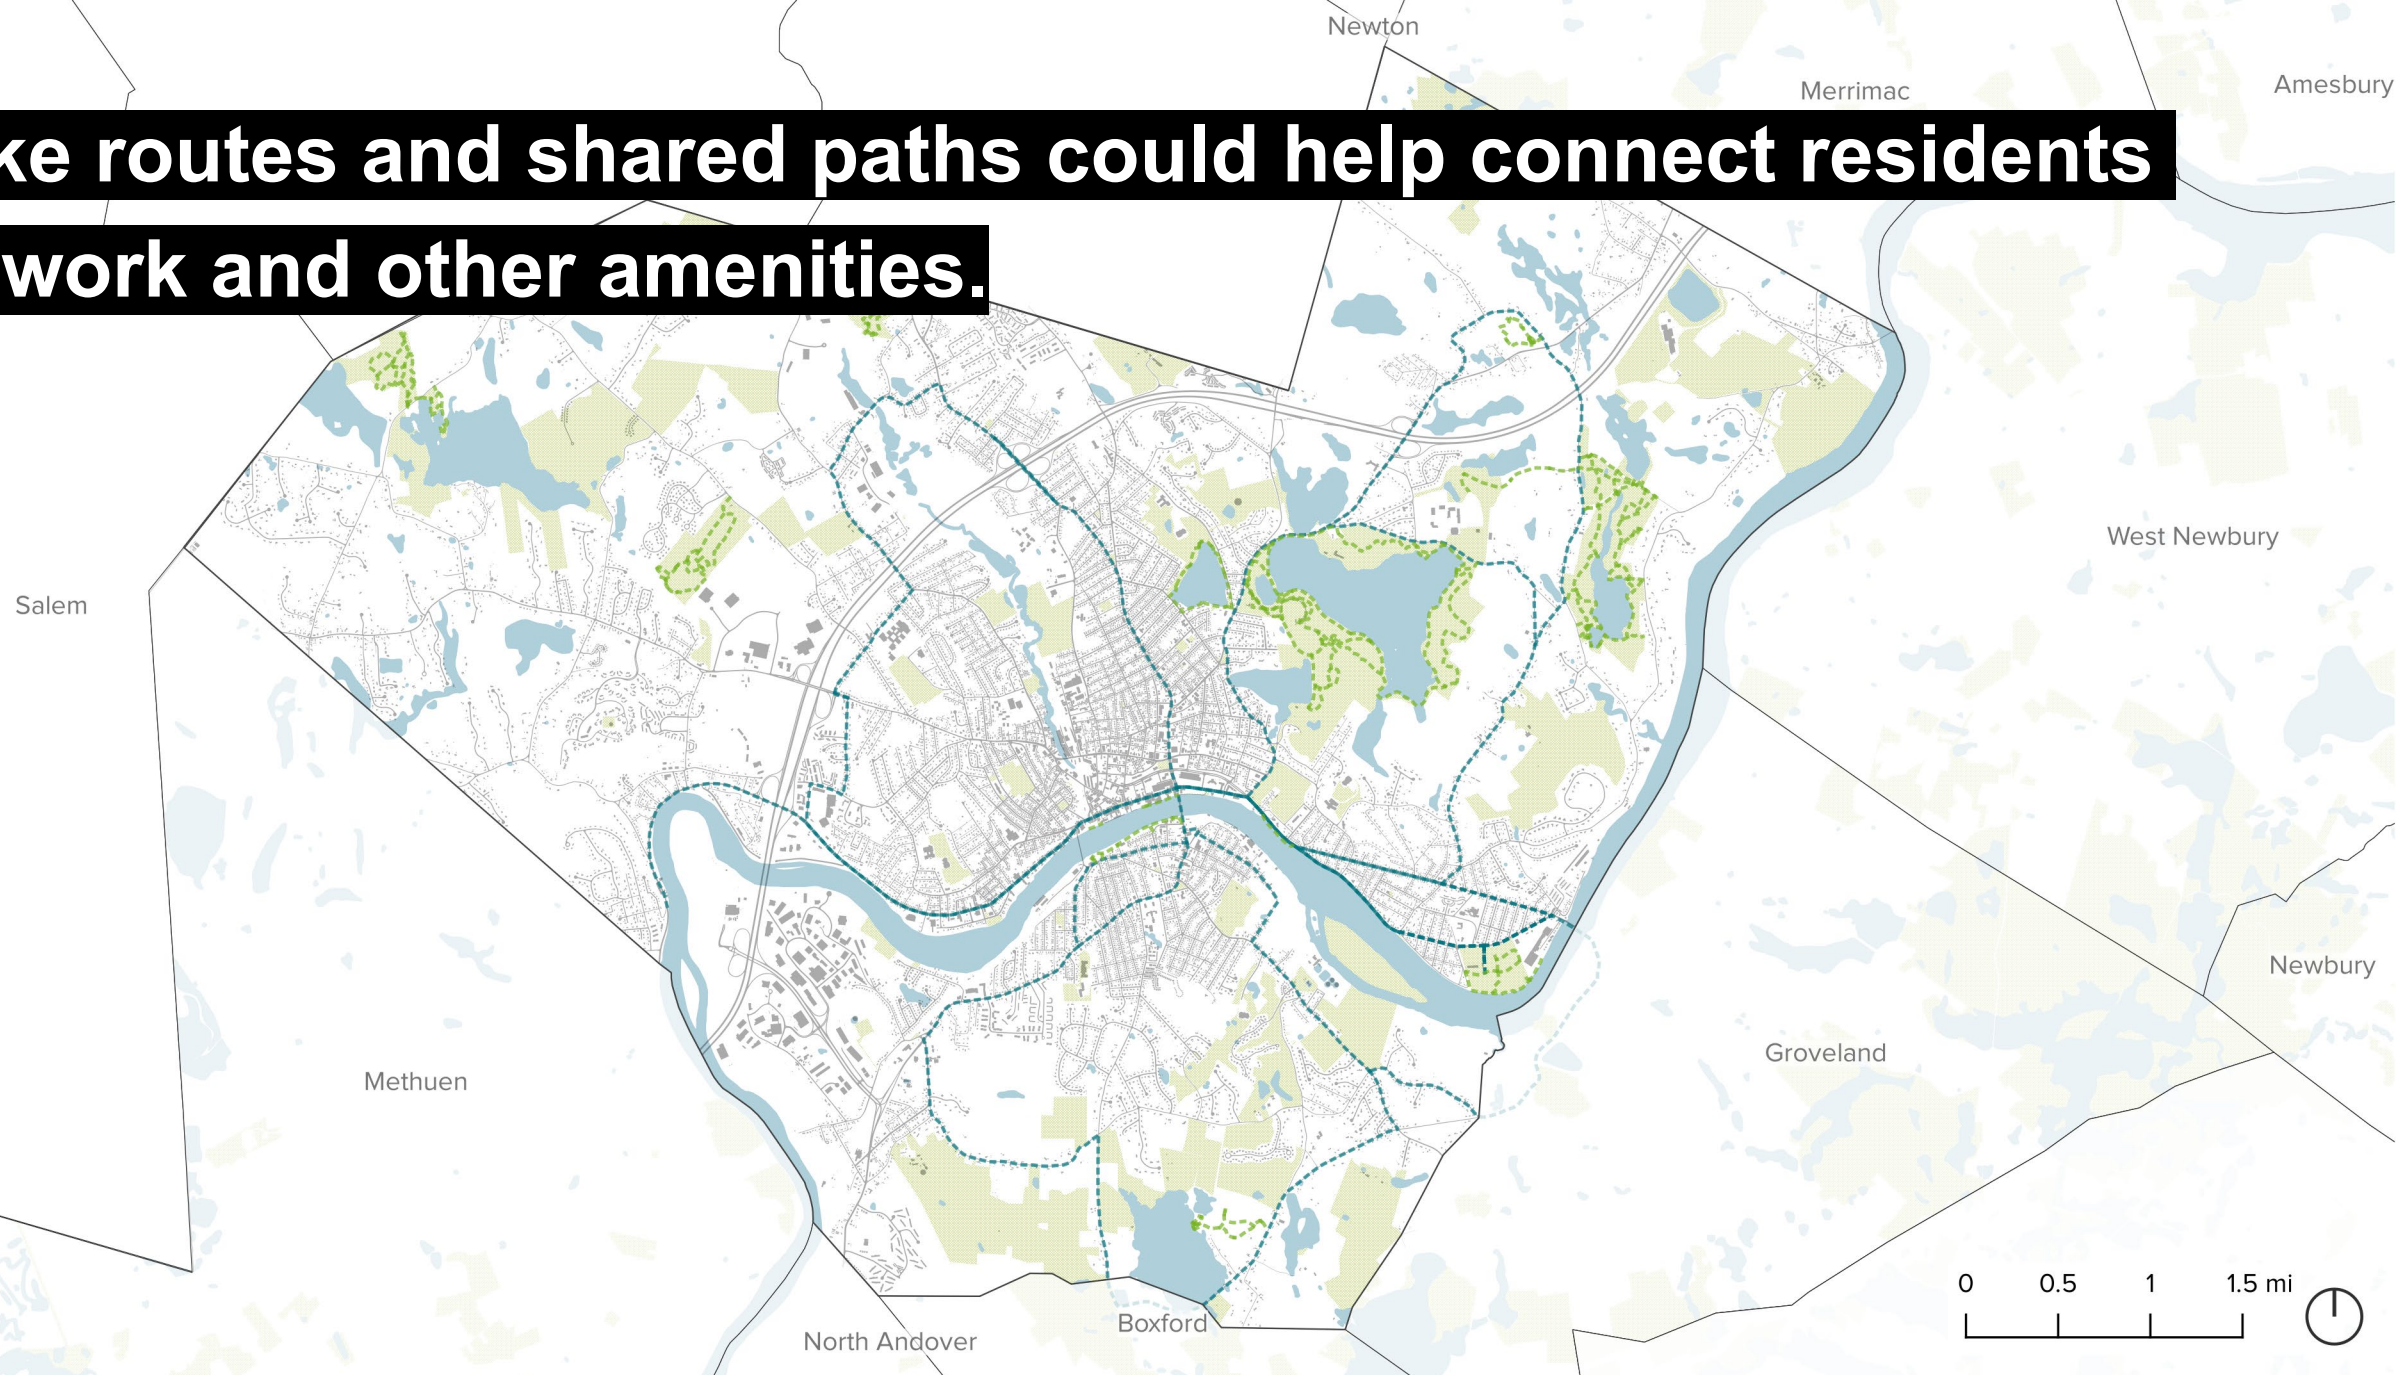 Newton
Merrimac
Amesbury
ke routes and shared paths could help connect residents
work and other amenities.
West Newbury
Salem
Newbury
Groveland
Methuen
0 0.5 1 1.5 mi
Boxford
North Andover